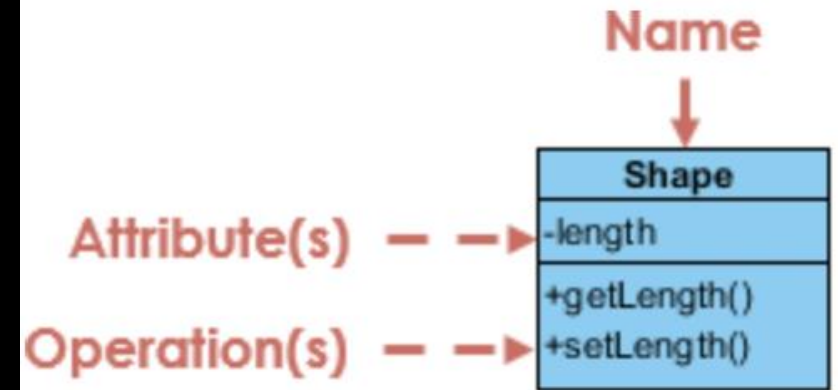 Name
Shape
Attribute(s)
-length
+getLength()
Operation(s)
+setLength()